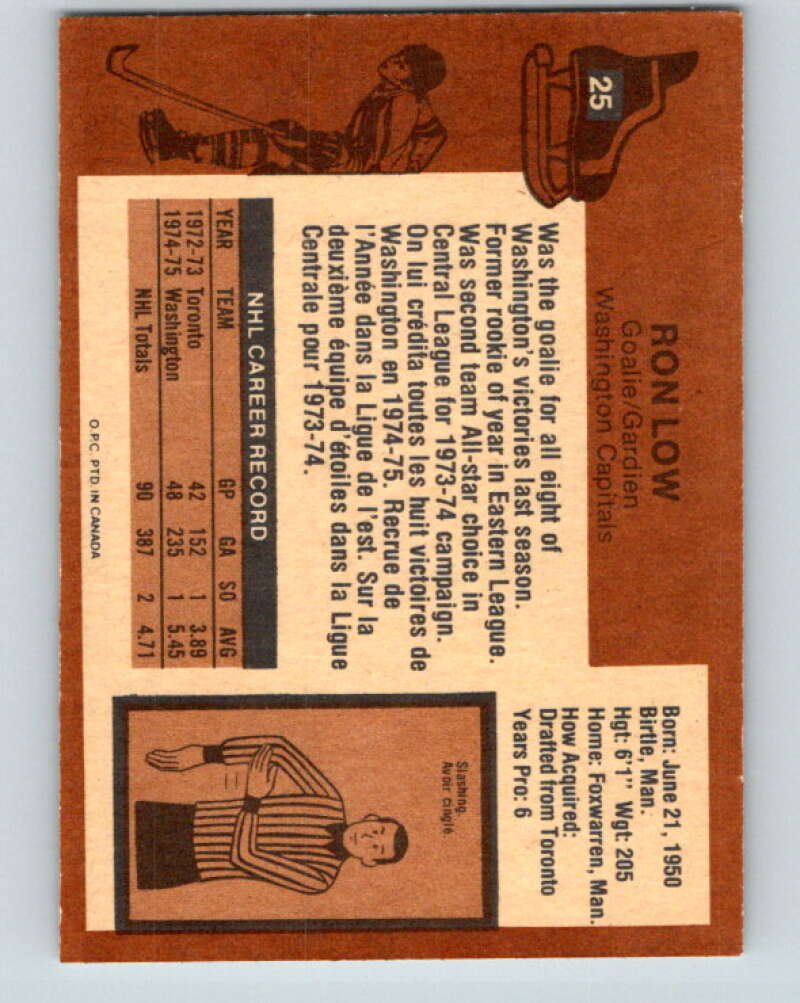 25
RON LOW
Goalie/Gardien
Washington Capitals
Born: June 21, 1950
Birtle, Man.
Hgt: 6'1" Wgt: 205
Home: Foxwarren, Man.
How Acquired:
Drafted from Toronto
Years Pro: 6
Was the goalie for all eight of
Washington's victories last season.
Former rookie of year in Eastern League.
Was second team All-star choice in
Central League for 1973-74 campaign.
On lui crédita toutes les huit victoires de
Washington en 1974-75. Recrue de
l'Année dans la Ligue de l'est. Sur la
deuxième équipe d'étoiles dans la Ligue
Centrale pour 1973-74.
NHL CAREER RECORD
YEAR TEAM GP GA SO AVG
1972-73 Toronto 42 152 1 3.89
1974-75 Washington 48 235 1 5.45
NHL Totals 90 387 2 4.71
Slashing.
Avoir cinglé.
O.P.C. PTD. IN CANADA